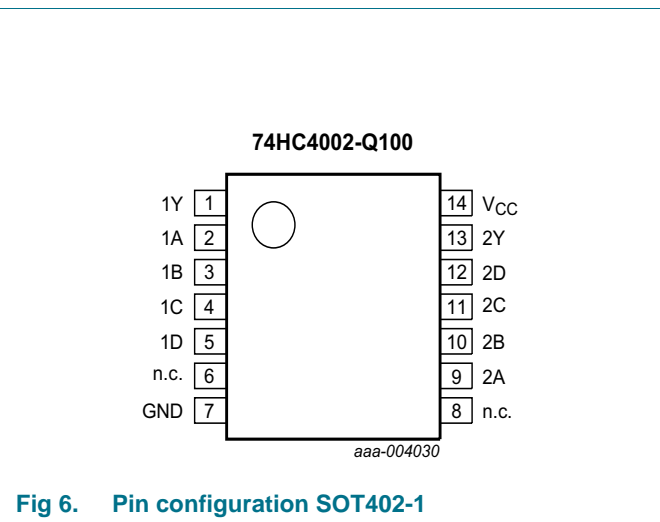 74HC4002-Q100
1Y 1 14 VCC
1A 2 13 2Y
1B 3 12 2D
1C 4 11 2C
1D 5 10 2B
n.c. 6 9 2A
GND 7 8 n.c.
aaa-004030
Fig 6. Pin configuration SOT402-1